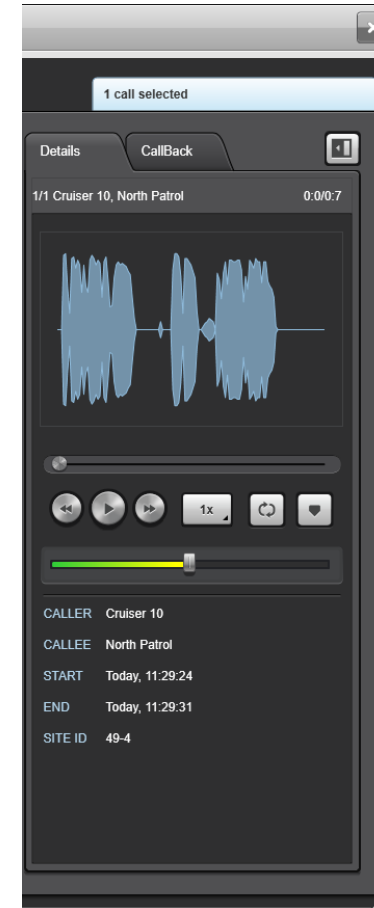 1 call selected
Details CallBack
1/1 Cruiser 10, North Patrol 0:0/0:7
1x
CALLER Cruiser 10
CALLEE North Patrol
START Today, 11:29:24
END Today, 11:29:31
SITE ID 49-4